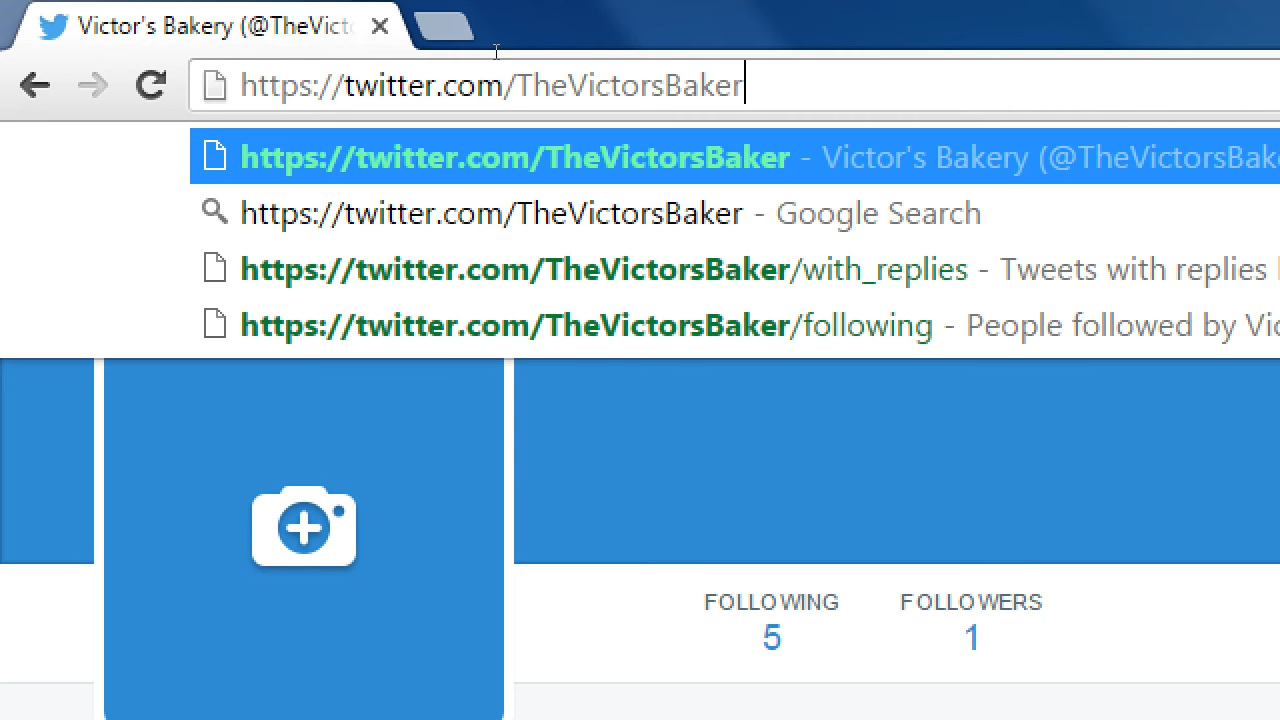 Victor's Bakery (@TheVict
https://twitter.com/TheVictorsBaker
https://twitter.com/TheVictorsBaker - Victor's Bakery (@TheVictorsBak
https://twitter.com/TheVictorsBaker - Google Search
https://twitter.com/TheVictorsBaker/with_replies - Tweets with replies
https://twitter.com/TheVictorsBaker/following - People followed by Vic
FOLLOWING FOLLOWERS
5 1